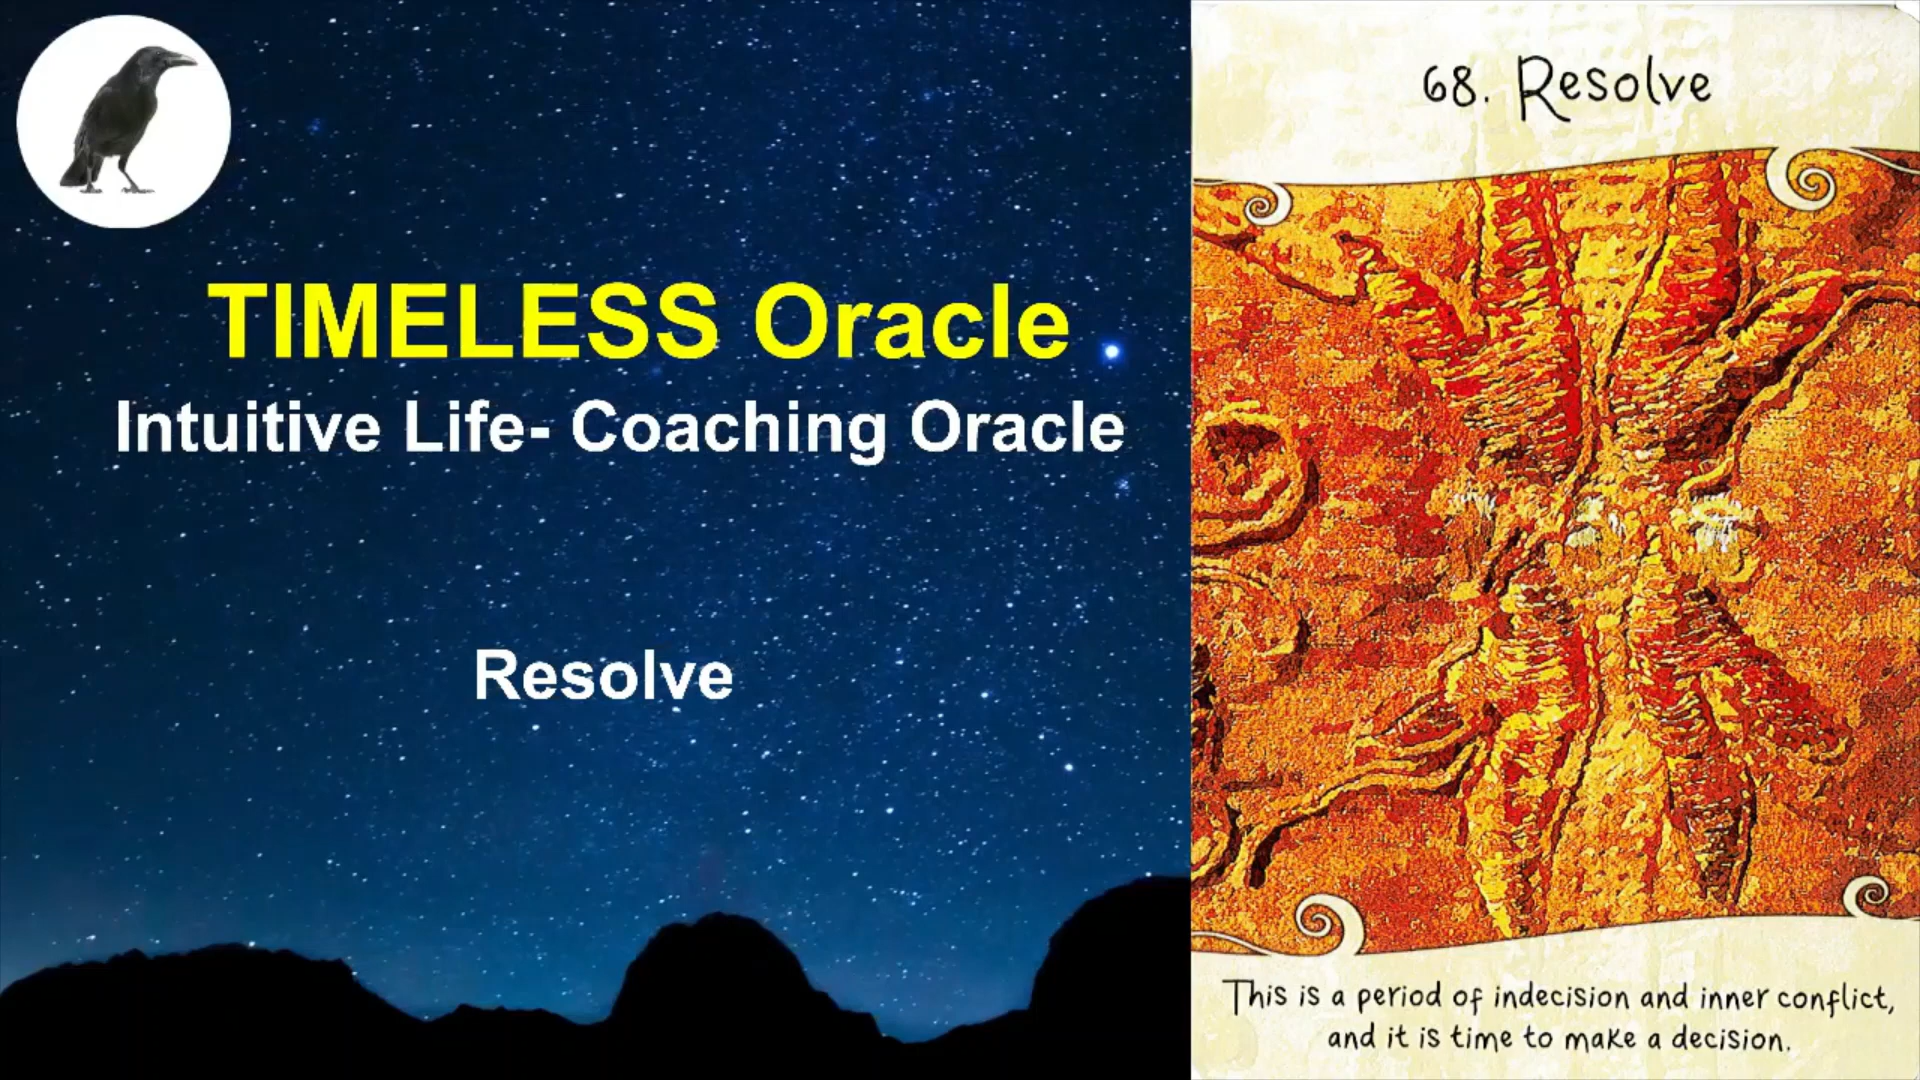 TIMELESS Oracle
Intuitive Life- Coaching Oracle
Resolve
68. Resolve
This is a period of indecision and inner conflict,
and it is time to make a decision.